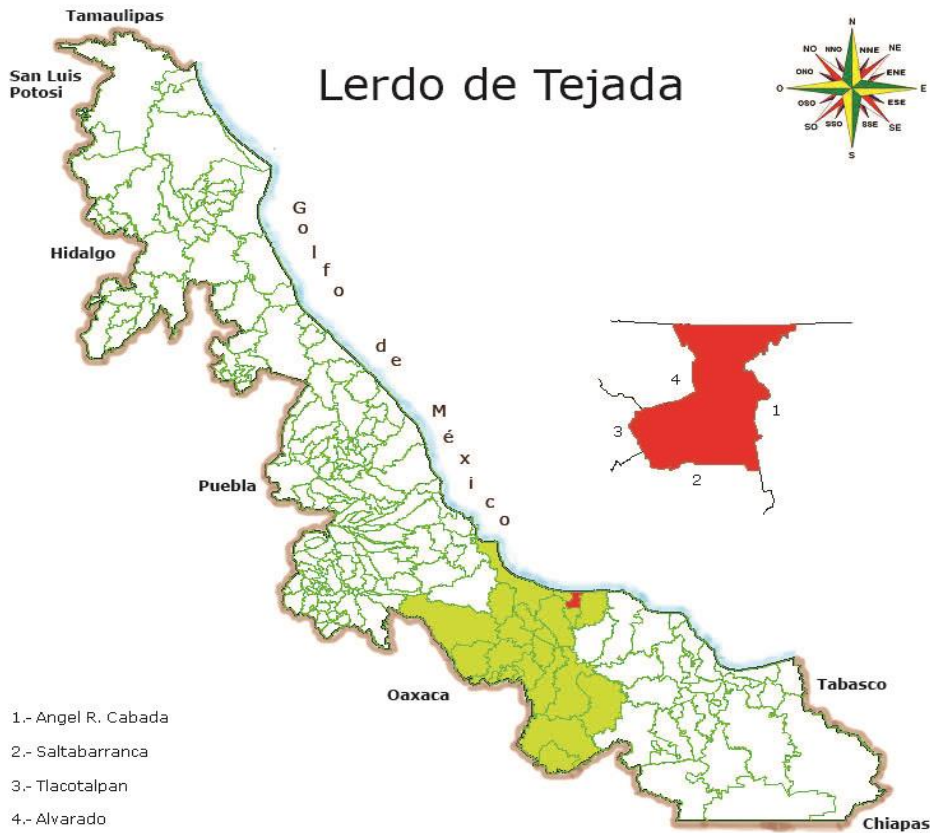 Tamaulipas
San Luis
Potosi
Lerdo de Tejada
N
NNO
NNE
NO
NE
ONO
ENE
O
E
OSO
ESE
SO
SSO
SSE
SE
S
Hidalgo
Golfo de México
4
1
3
2
Puebla
Oaxaca
Tabasco
Chiapas
1.- Angel R. Cabada
2.- Saltabarranca
3.- Tlacotalpan
4.- Alvarado